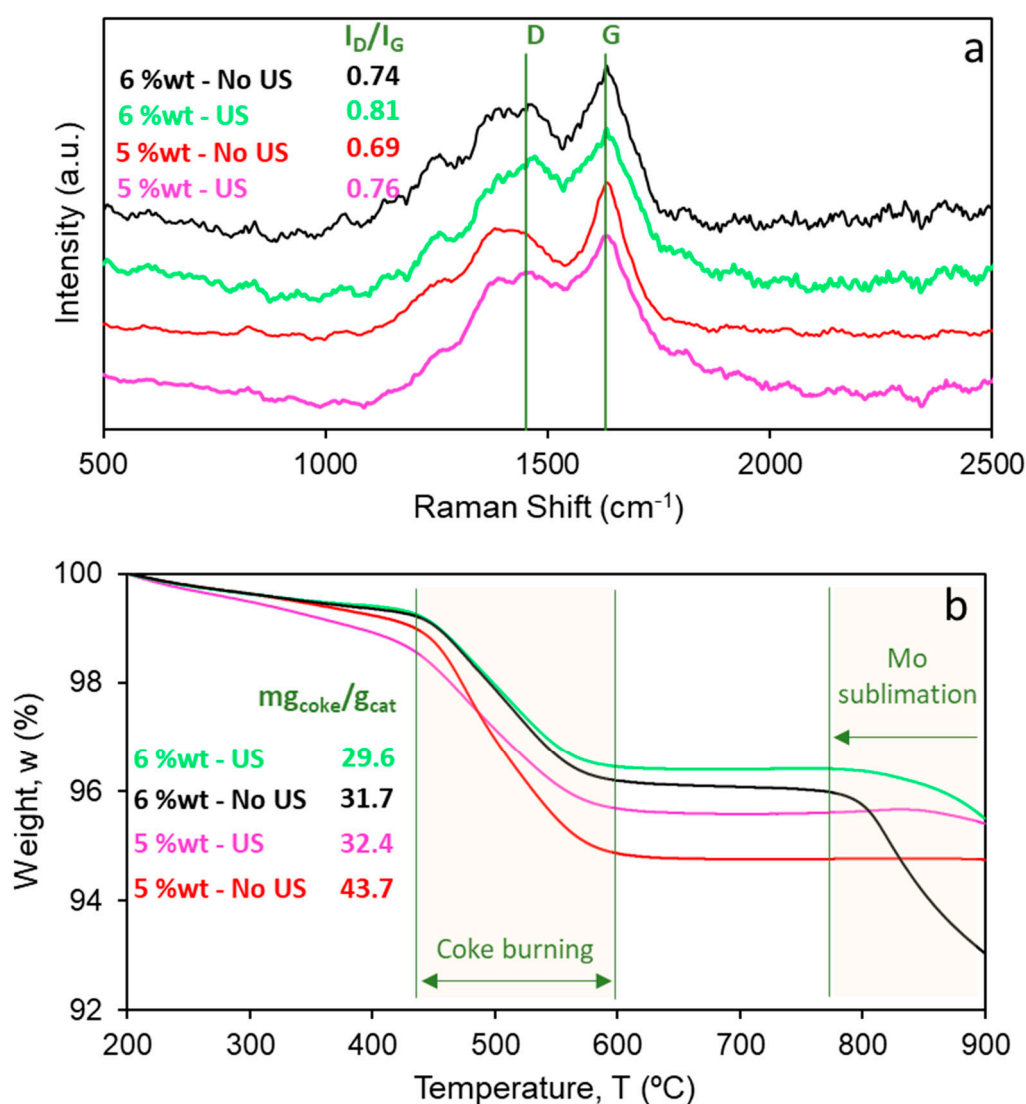 a
I_D/I_G D G
6 %wt - No US 0.74
6 %wt - US 0.81
5 %wt - No US 0.69
5 %wt - US 0.76
Intensity (a.u.)
500 1000 1500 2000 2500
Raman Shift (cm⁻¹)
b
100
98
96
94
92
Weight, w (%)
Mo
sublimation
mg_coke/g_cat
6 %wt - US 29.6
6 %wt - No US 31.7
5 %wt - US 32.4
5 %wt - No US 43.7
Coke burning
200 300 400 500 600 700 800 900
Temperature, T (ºC)